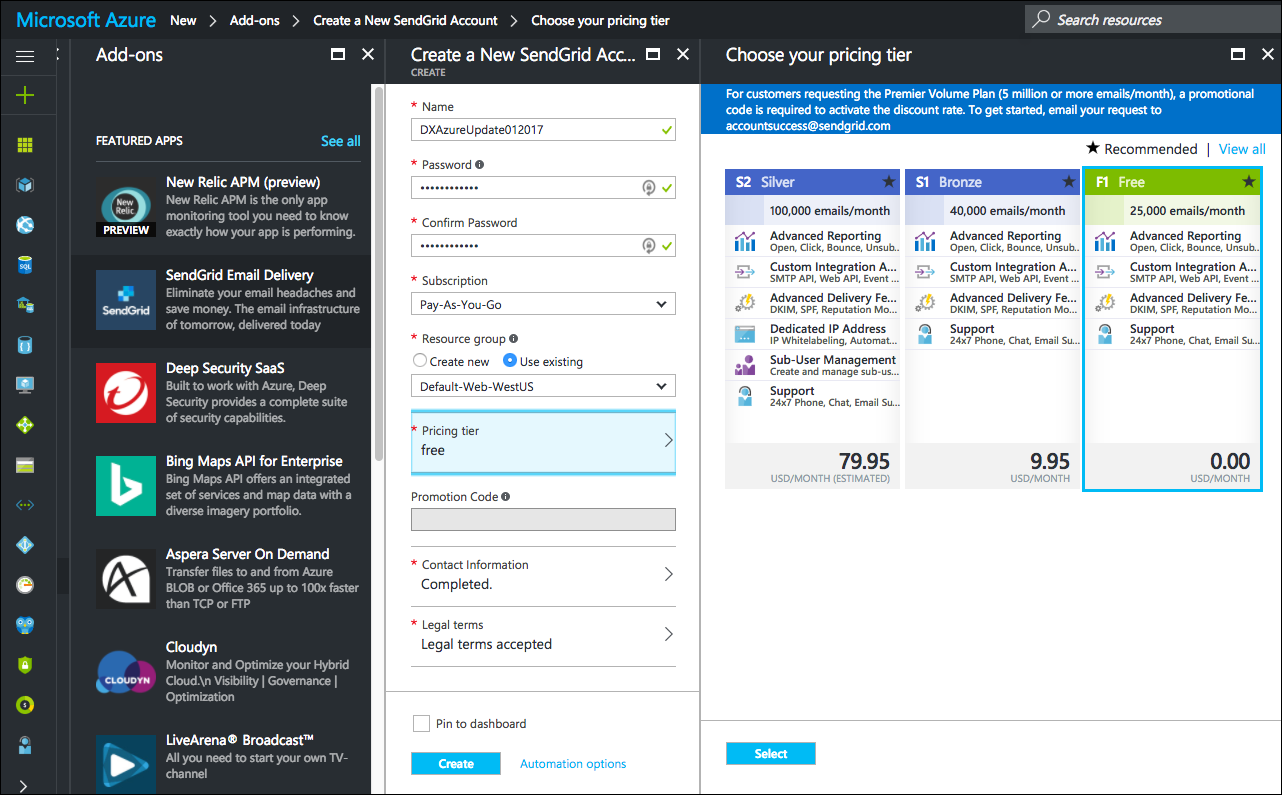 Microsoft Azure New > Add-ons > Create a New SendGrid Account > Choose your pricing tier
Search resources
Add-ons
FEATURED APPS
See all
New Relic
PREVIEW
New Relic APM (preview)
New Relic APM is the only app
monitoring tool you need to know
exactly how your app is performing.
SendGrid
SendGrid Email Delivery
Eliminate your email headaches and
save money. The email infrastructure
of tomorrow, delivered today
Deep Security SaaS
Built to work with Azure, Deep
Security provides a complete suite
of security capabilities.
Bing Maps API for Enterprise
Bing Maps API offers an integrated
set of services and map data with a
diverse imagery portfolio.
Aspera Server On Demand
Transfer files to and from Azure
BLOB or Office 365 up to 100x faster
than TCP or FTP
CLOUDYN
Cloudyn
Monitor and Optimize your Hybrid
Cloud.\n Visibility | Governance |
Optimization
LiveArena® Broadcast™
All you need to start your own TV-
channel
SQL
Create a New SendGrid Acc...
CREATE
* Name
DXAzureUpdate012017
* Password
••••••••••••
* Confirm Password
••••••••••••
* Subscription
Pay-As-You-Go
* Resource group
Create new Use existing
Default-Web-WestUS
* Pricing tier
free
Promotion Code
* Contact Information
Completed.
* Legal terms
Legal terms accepted
Pin to dashboard
Create
Automation options
Choose your pricing tier
For customers requesting the Premier Volume Plan (5 million or more emails/month), a promotional
code is required to activate the discount rate. To get started, email your request to
accountsuccess@sendgrid.com
★ Recommended | View all
S2 Silver ★
100,000 emails/month
Advanced Reporting
Open, Click, Bounce, Unsub...
Custom Integration A...
SMTP API, Web API, Event ...
Advanced Delivery Fe...
DKIM, SPF, Reputation Mo...
Dedicated IP Address
IP Whitelabeling, Automat...
Sub-User Management
Create and manage sub-us...
Support
24x7 Phone, Chat, Email Su...
79.95
USD/MONTH (ESTIMATED)
S1 Bronze ★
40,000 emails/month
Advanced Reporting
Open, Click, Bounce, Unsub..
Custom Integration A...
SMTP API, Web API, Event ...
Advanced Delivery Fe...
DKIM, SPF, Reputation Mo...
Support
24x7 Phone, Chat, Email Su...
9.95
USD/MONTH
F1 Free ★
25,000 emails/month
Advanced Reporting
Open, Click, Bounce, Unsub...
Custom Integration A...
SMTP API, Web API, Event ...
Advanced Delivery Fe...
DKIM, SPF, Reputation Mo...
Support
24x7 Phone, Chat, Email Su...
0.00
USD/MONTH
Select